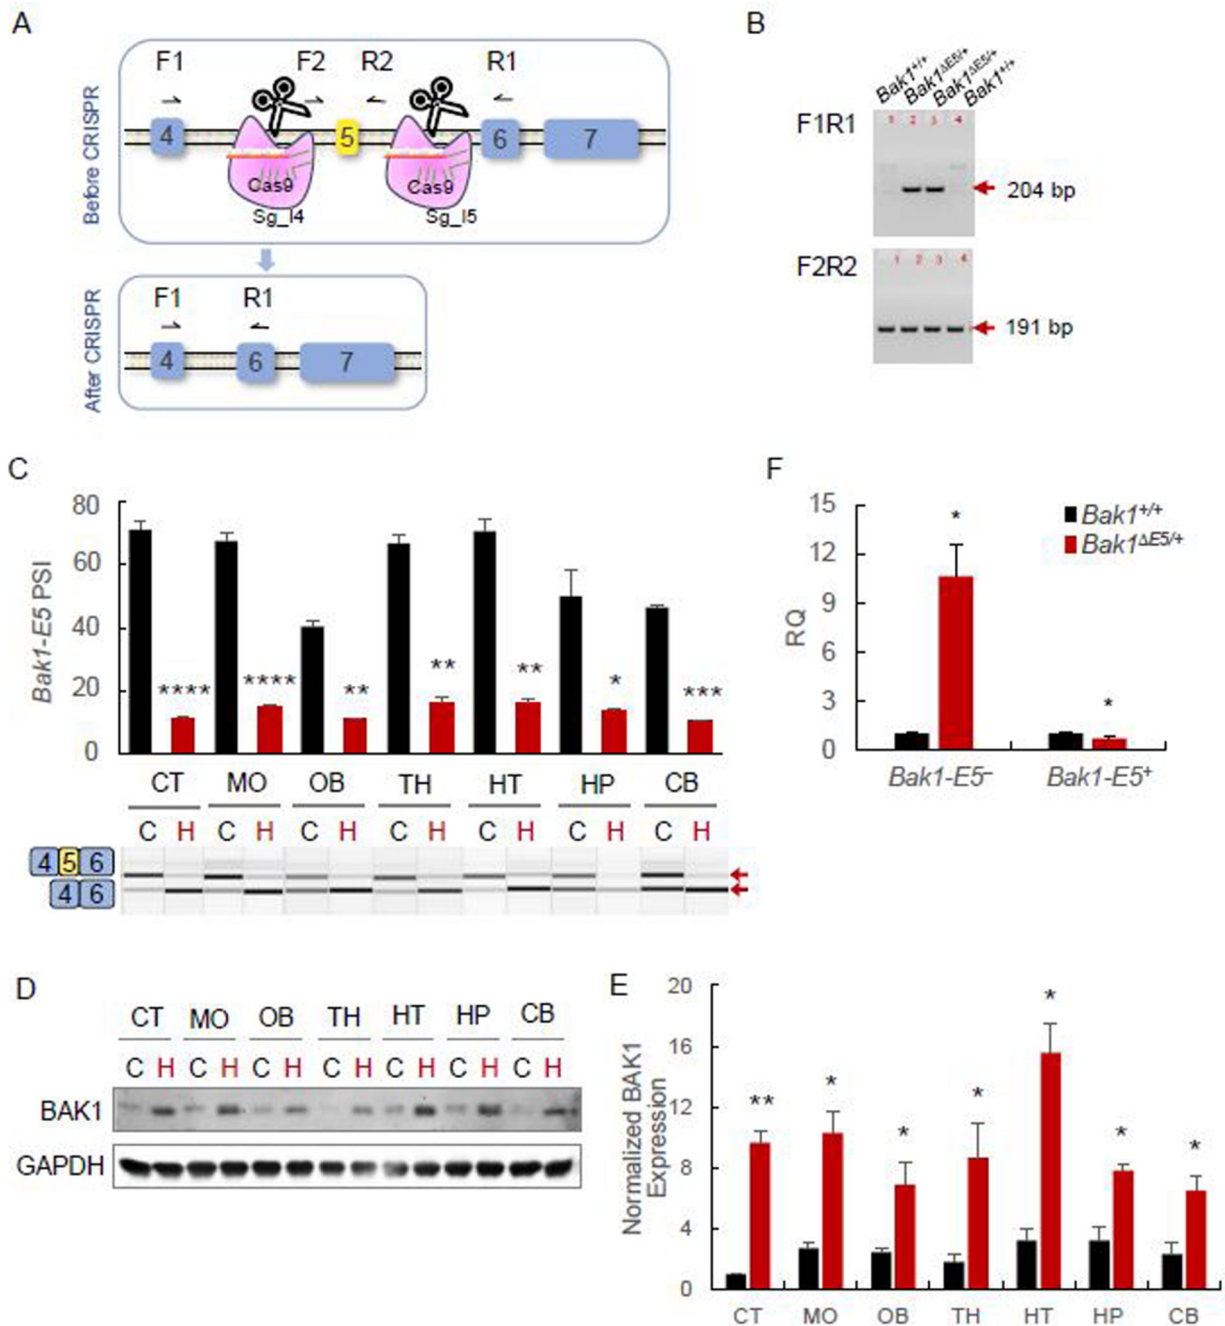 A
Before CRISPR
F1 F2 R2 R1
4 5 6 7
Cas9 Cas9
Sg_I4 Sg_I5
After CRISPR
F1 R1
4 6 7
B
Bak1+/+ Bak1ΔE5/+ Bak1ΔE5/+ Bak1+/+
F1R1
1 2 3 4
204 bp
F2R2
1 2 3 4
191 bp
C
Bak1-E5 PSI
80
60
40
20
0
**** **** ** ** ** * ***
CT MO OB TH HT HP CB
C H C H C H C H C H C H C H
4 5 6
4 6
F
RQ
15
12
9
6
3
0
* *
Bak1+/+
Bak1ΔE5/+
Bak1-E5− Bak1-E5+
D
CT MO OB TH HT HP CB
C H C H C H C H C H C H C H
BAK1
GAPDH
E
Normalized BAK1
Expression
20
16
12
8
4
0
** * * * * * *
CT MO OB TH HT HP CB